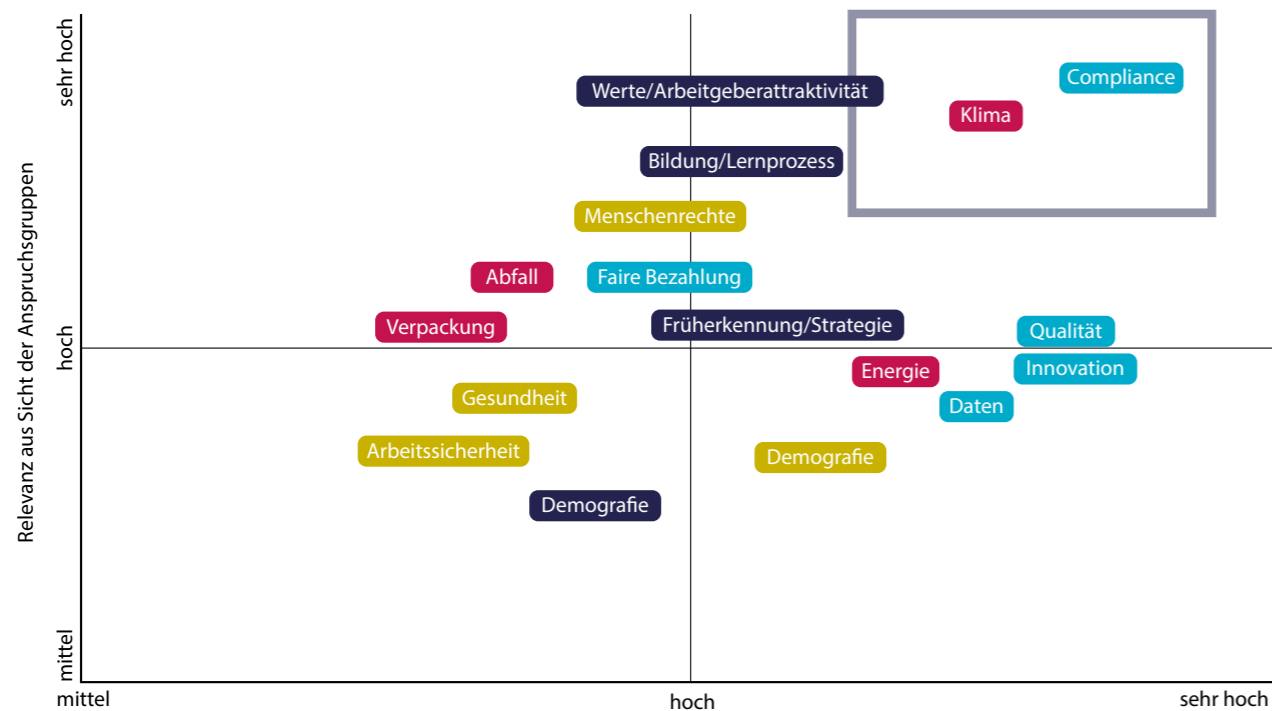 sehr hoch
Compliance
Werte/Arbeitgeberattraktivität
Klima
Bildung/Lernprozess
Menschenrechte
Relevanz aus Sicht der Anspruchsgruppen
Abfall
Faire Bezahlung
Verpackung
Früherkennung/Strategie
Qualität
hoch
Energie
Innovation
Gesundheit
Daten
Arbeitssicherheit
Demografie
Demografie
mittel
mittel
hoch
sehr hoch